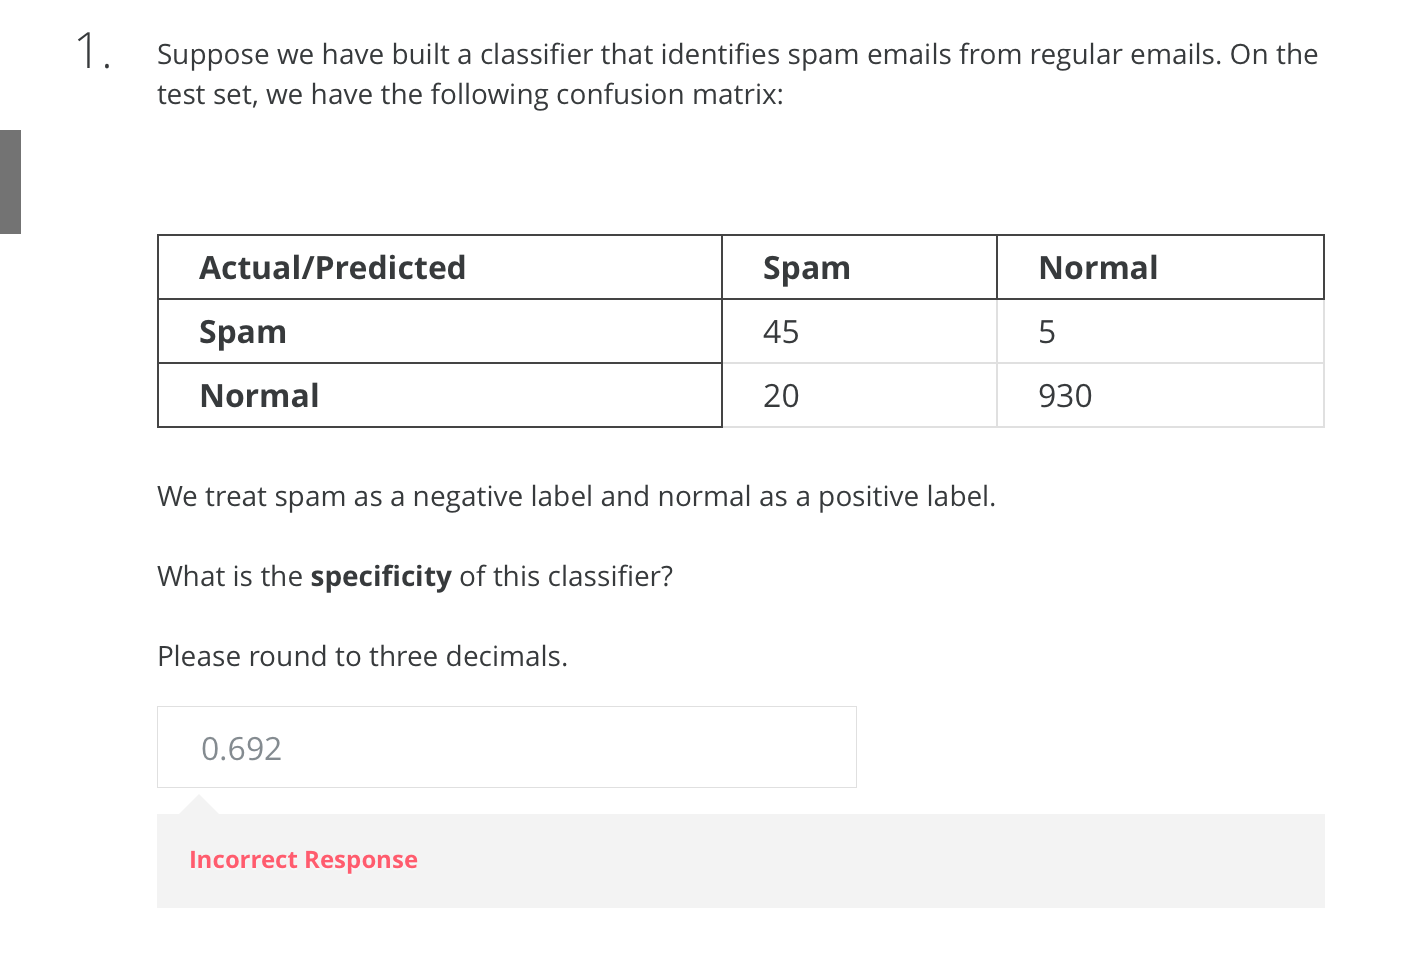 1.
Suppose we have built a classifier that identifies spam emails from regular emails. On the
test set, we have the following confusion matrix:
Actual/Predicted Spam Normal
Spam 45 5
Normal 20 930
We treat spam as a negative label and normal as a positive label.
What is the specificity of this classifier?
Please round to three decimals.
0.692
Incorrect Response